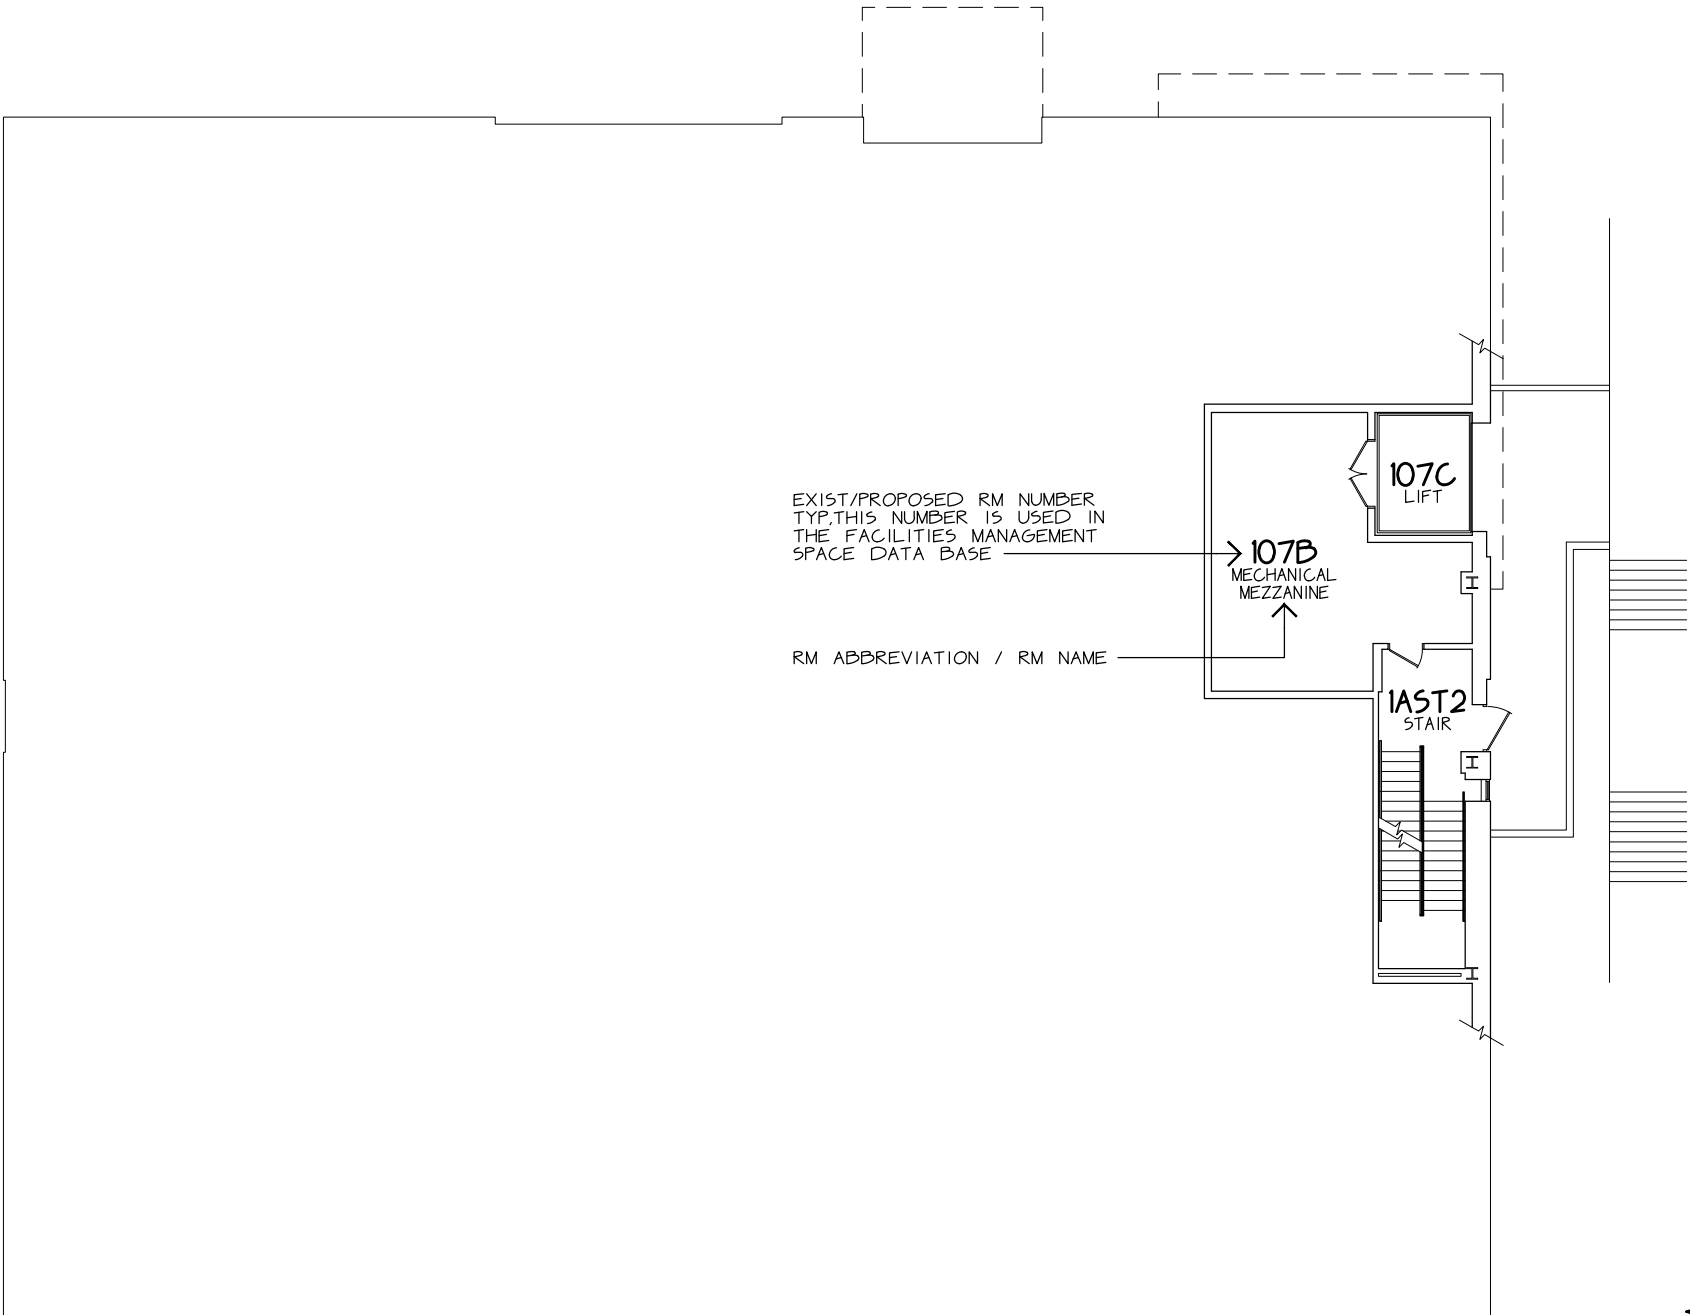 107C
LIFT
EXIST/PROPOSED RM NUMBER
TYP,THIS NUMBER IS USED IN
THE FACILITIES MANAGEMENT
SPACE DATA BASE
107B
MECHANICAL
MEZZANINE
RM ABBREVIATION / RM NAME
1AST2
STAIR